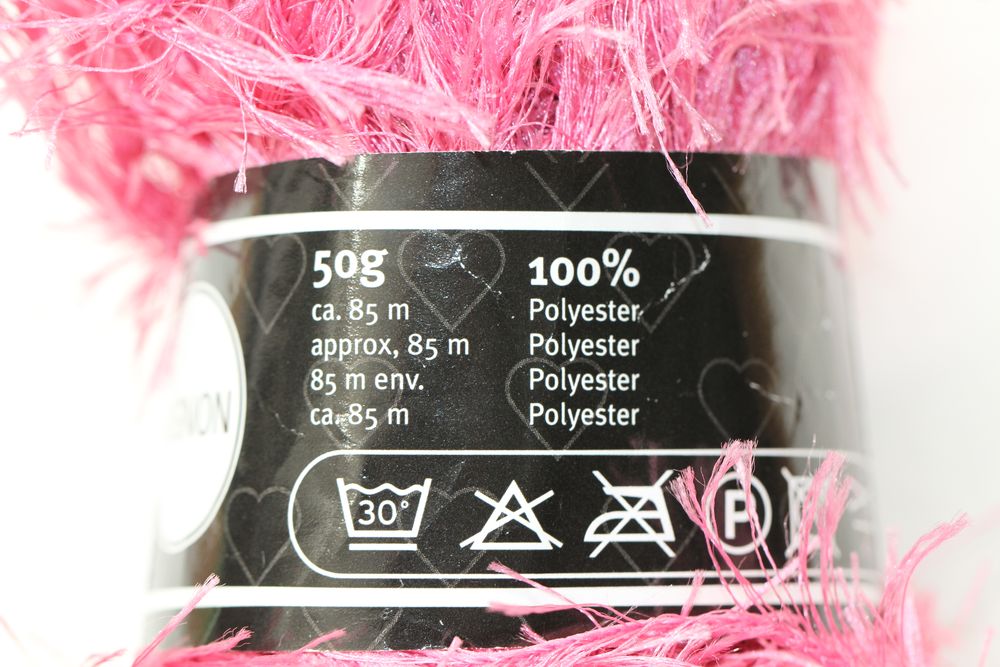 50g
ca. 85 m
approx, 85 m
85 m env.
ca. 85 m
100%
Polyester
Polyester
Polyester
Polyester
30°
P